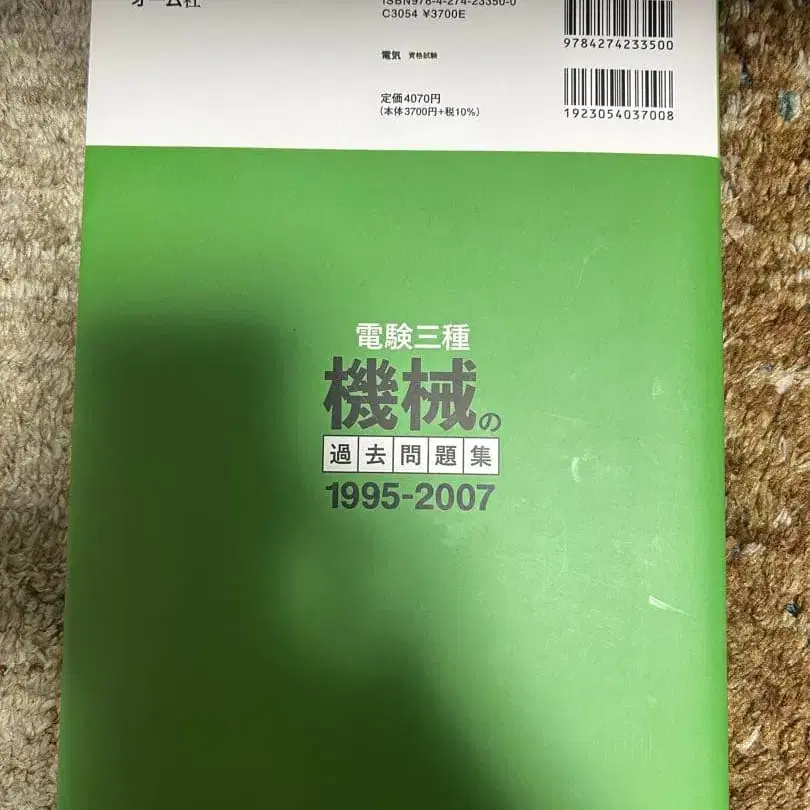 オーム社
ISBN978-4-274-23350-0
C3054 ¥3700E
9784274233500
電気 資格試験
定価4070円
(本体3700円+税10%)
1923054037008
電験三種
機械の
過去問題集
1995-2007